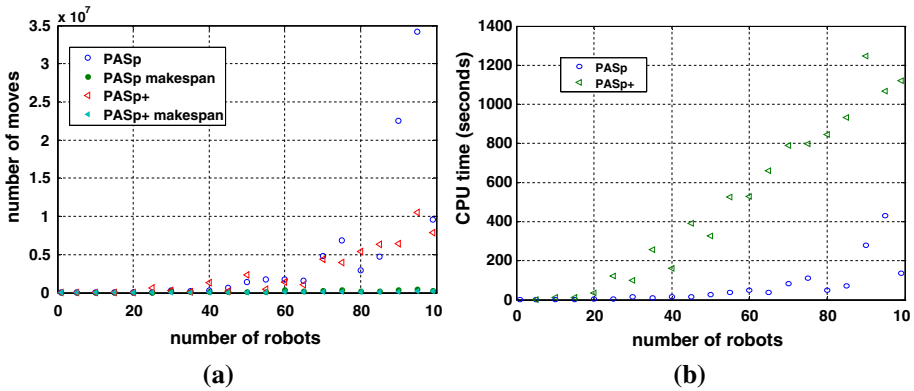 x 10⁷
3.5
3
2.5
2
1.5
1
0.5
0
number of moves
PASp
PASp makespan
PASp+
PASp+ makespan
0 20 40 60 80 10
number of robots
(a)
1400
1200
1000
800
600
400
200
0
CPU time (seconds)
PASp
PASp+
0 20 40 60 80 10
number of robots
(b)